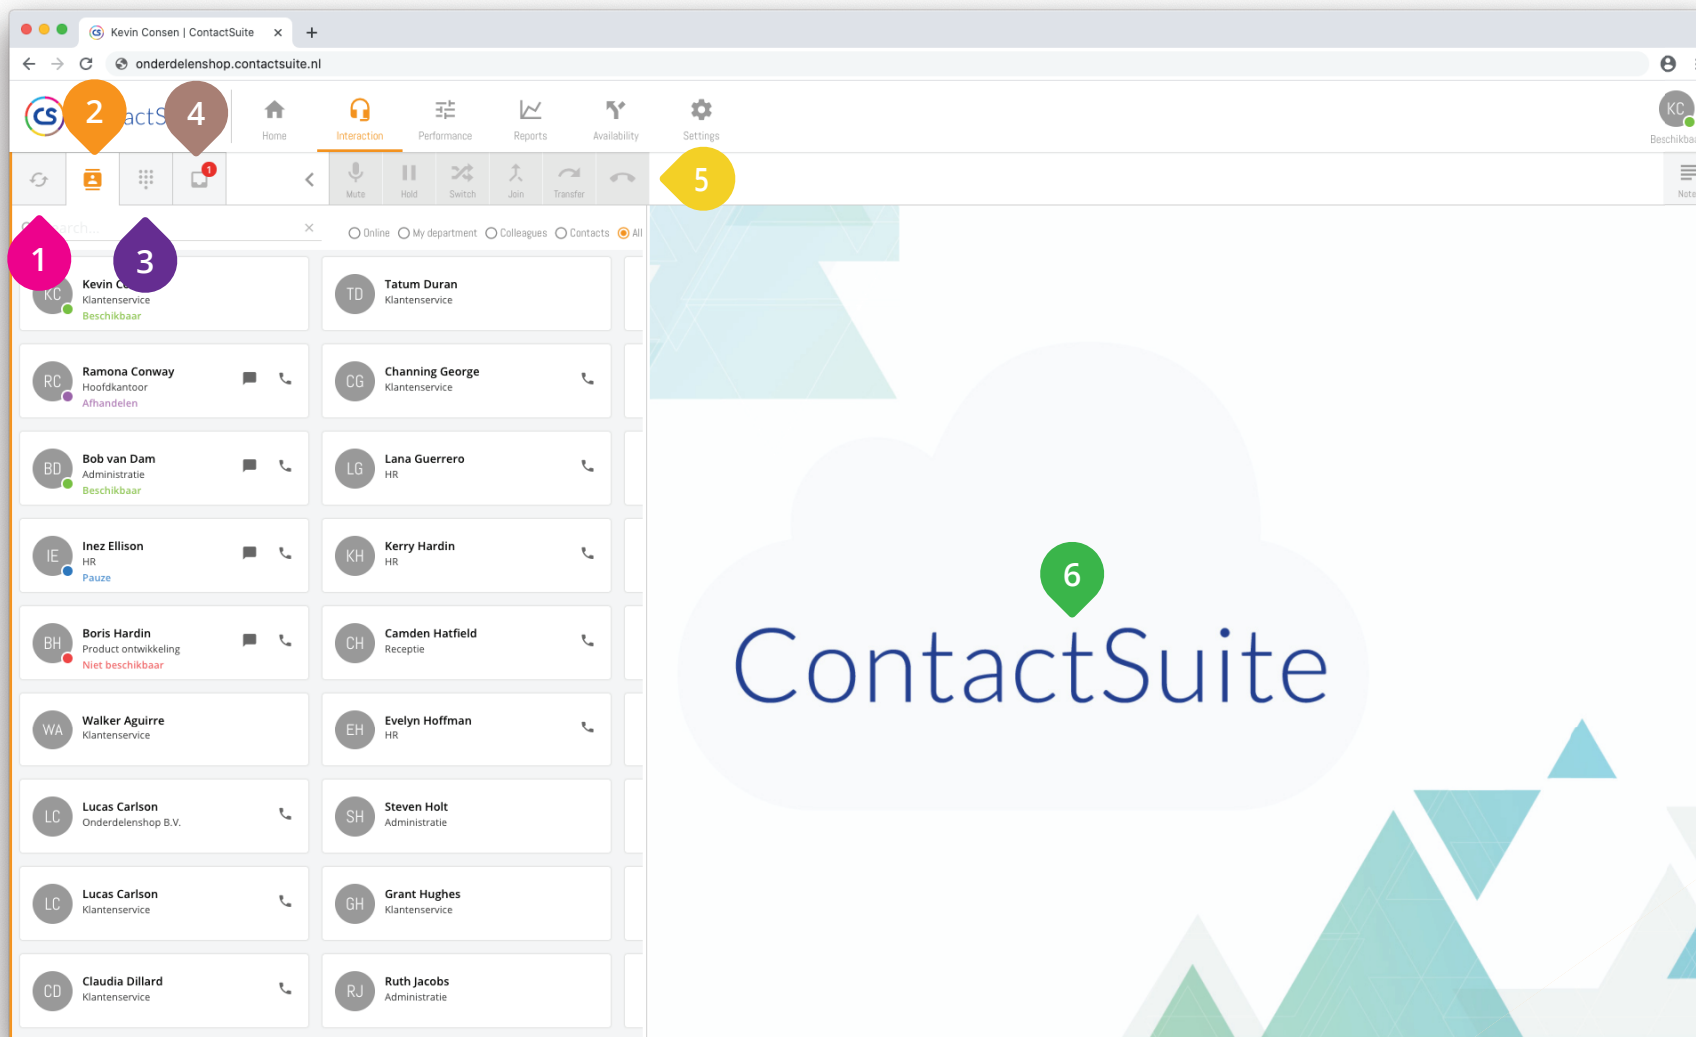 Kevin Consen | ContactSuite
onderdelenshop.contactsuite.nl
CS
2
actS
4
Home
Interaction
Performance
Reports
Availability
Settings
KC
1
Mute
Hold
Switch
Join
Transfer
5
Online
My department
Colleagues
Contacts
All
1
3
KC
Kevin C
Klantenservice
Beschikbaar
TD
Tatum Duran
Klantenservice
RC
Ramona Conway
Hoofdkantoor
Afhandelen
CG
Channing George
Klantenservice
BD
Bob van Dam
Administratie
Beschikbaar
LG
Lana Guerrero
HR
IE
Inez Ellison
HR
Pauze
KH
Kerry Hardin
HR
BH
Boris Hardin
Product ontwikkeling
Niet beschikbaar
CH
Camden Hatfield
Receptie
WA
Walker Aguirre
Klantenservice
EH
Evelyn Hoffman
HR
LC
Lucas Carlson
Onderdelenshop B.V.
SH
Steven Holt
Administratie
LC
Lucas Carlson
Klantenservice
GH
Grant Hughes
Klantenservice
CD
Claudia Dillard
Klantenservice
RJ
Ruth Jacobs
Administratie
6
ContactSuite